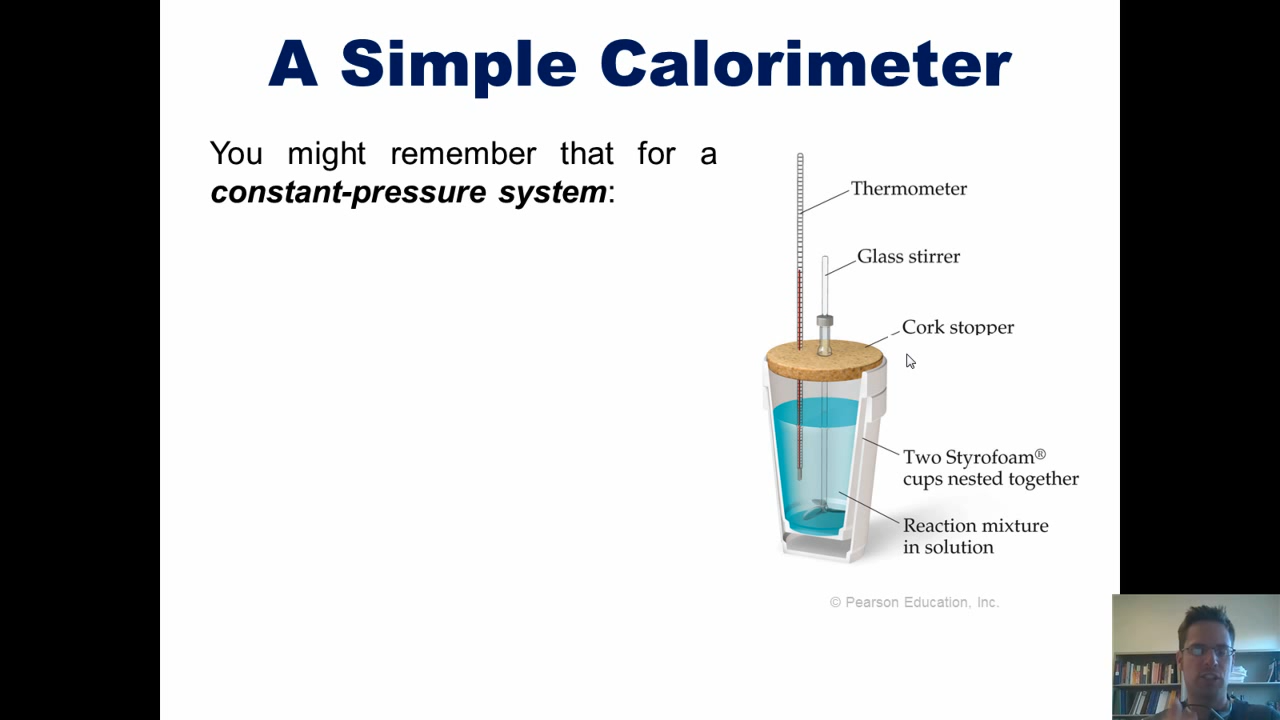 A Simple Calorimeter
You might remember that for a
constant-pressure system:
Thermometer
Glass stirrer
Cork stopper
Two Styrofoam®
cups nested together
Reaction mixture
in solution
© Pearson Education, Inc.